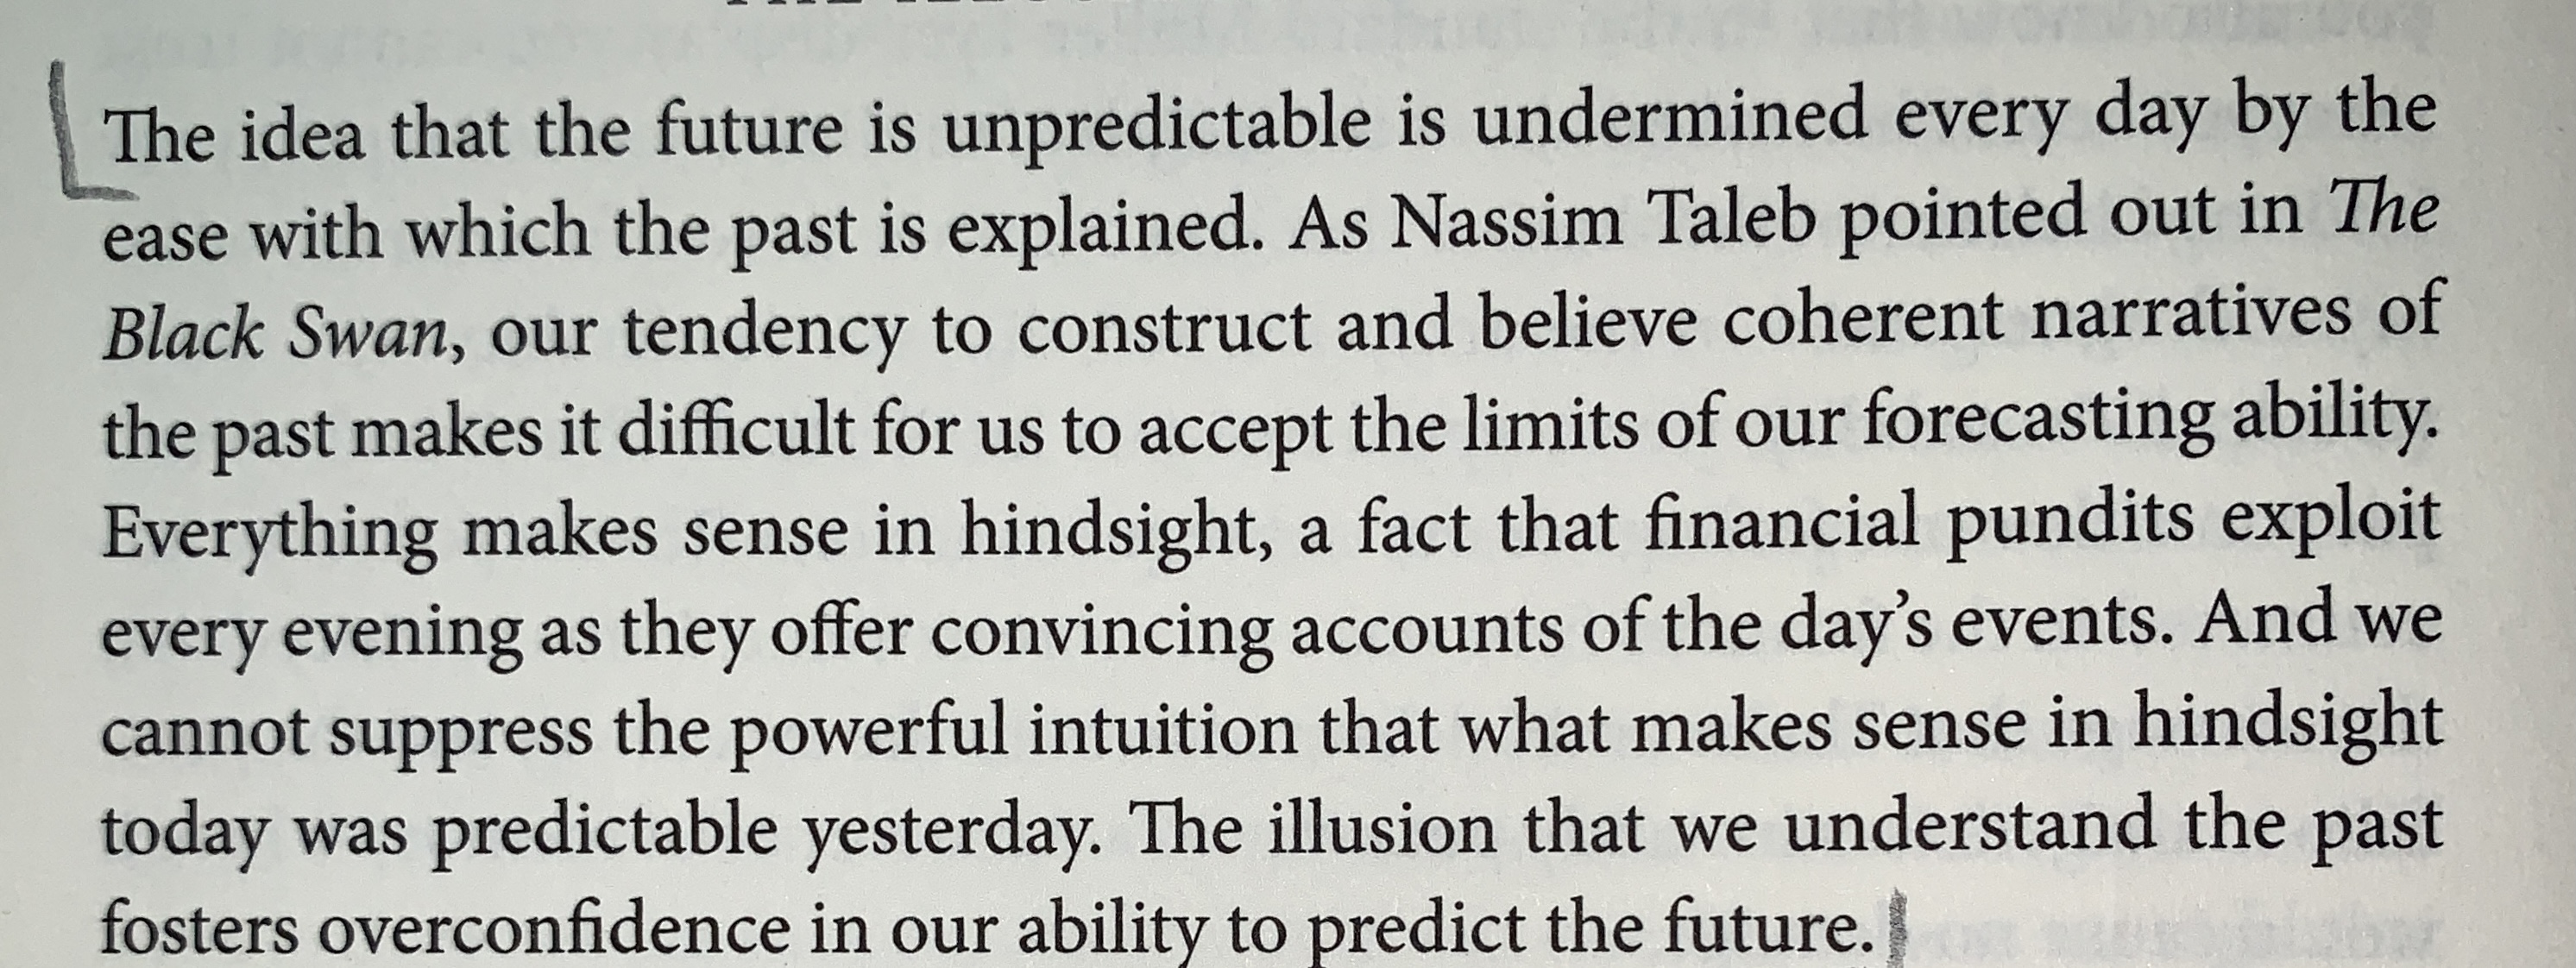 The idea that the future is unpredictable is undermined every day by the
ease with which the past is explained. As Nassim Taleb pointed out in The
Black Swan, our tendency to construct and believe coherent narratives of
the past makes it difficult for us to accept the limits of our forecasting ability.
Everything makes sense in hindsight, a fact that financial pundits exploit
every evening as they offer convincing accounts of the day’s events. And we
cannot suppress the powerful intuition that what makes sense in hindsight
today was predictable yesterday. The illusion that we understand the past
fosters overconfidence in our ability to predict the future.